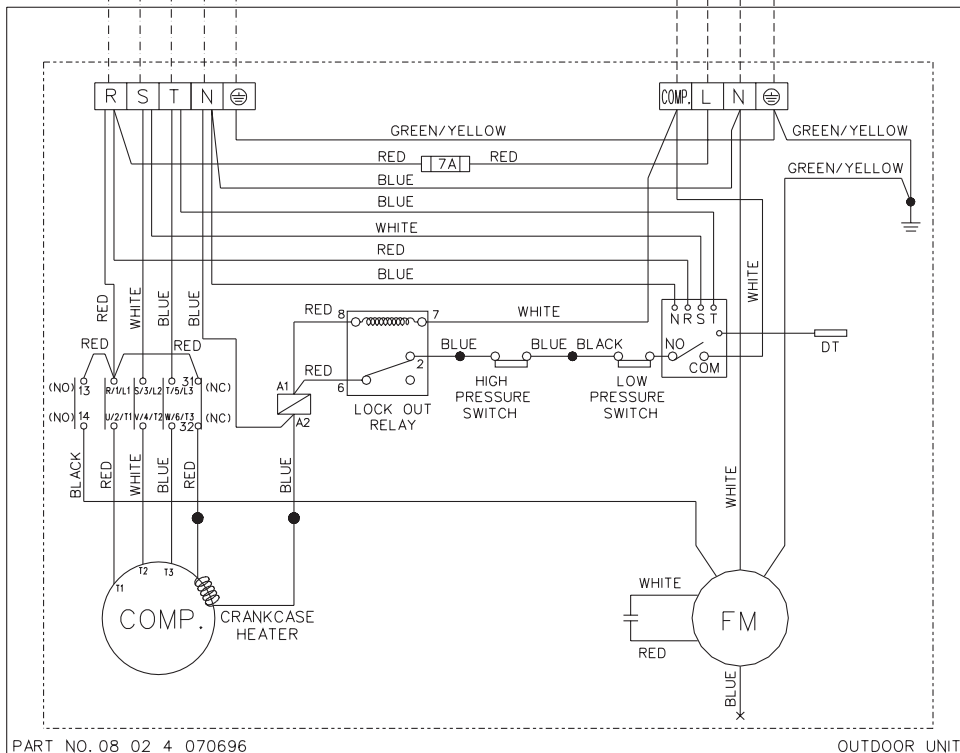 R S T N
COMP. L N
GREEN/YELLOW
GREEN/YELLOW
RED 7A RED
GREEN/YELLOW
BLUE
BLUE
WHITE
RED
BLUE
WHITE
RED WHITE BLUE BLUE
RED 8 7 WHITE
N R S T
DT
RED RED
BLUE BLUE BLACK NO
2
COM
(NO) 13 R/1/L1 S/3/L2 T/5/L3 31 (NC)
A1 RED 6
HIGH PRESSURE SWITCH
LOW PRESSURE SWITCH
(NO) 14 U/2/T1 V/4/T2 W/6/T3 32 (NC)
A2
LOCK OUT
RELAY
BLACK RED WHITE BLUE RED BLUE
WHITE
T1 T2 T3
COMP.
CRANKCASE
HEATER
WHITE
FM
RED
BLUE
PART NO. 08 02 4 070696
OUTDOOR UNIT